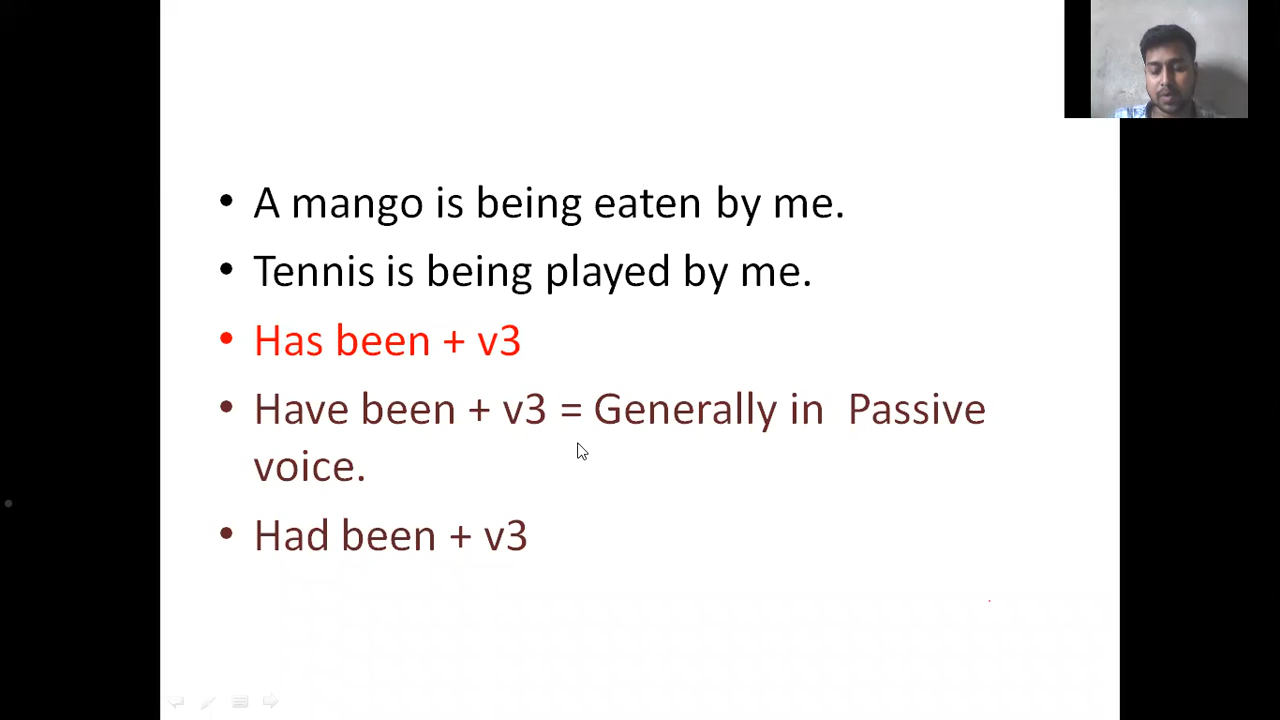 • A mango is being eaten by me.
• Tennis is being played by me.
• Has been + v3
• Have been + v3 = Generally in  Passive
voice.
• Had been + v3